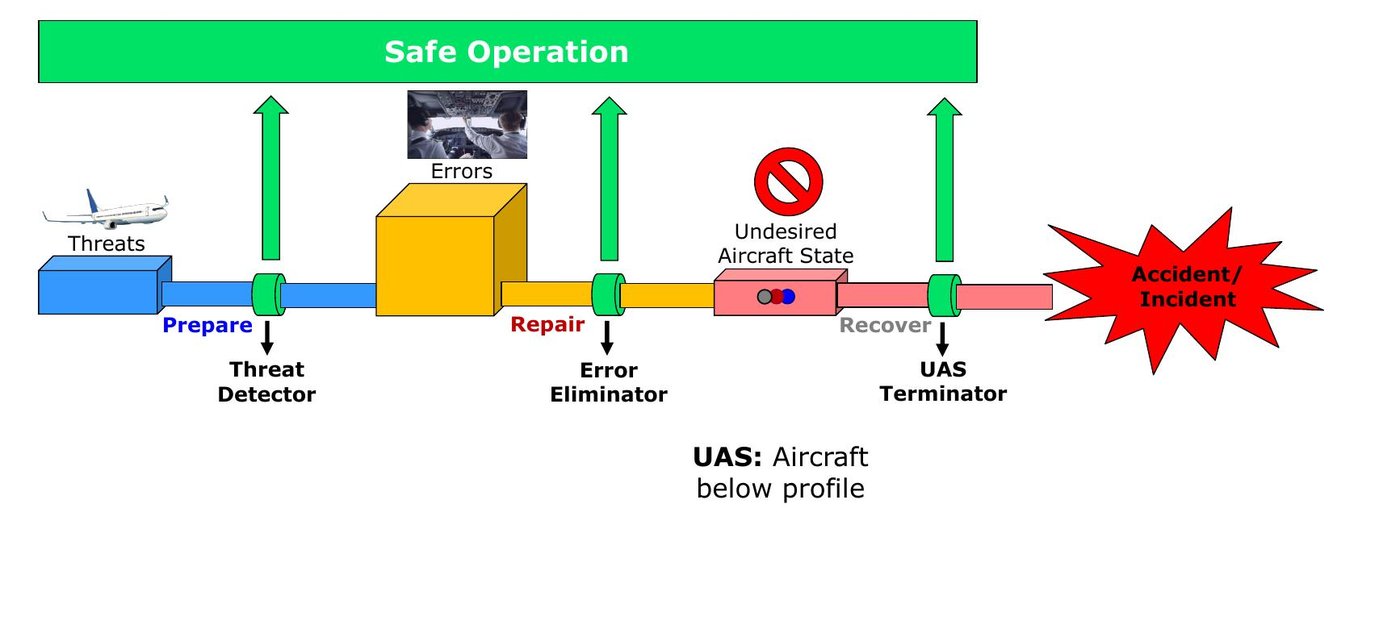 Safe Operation
Errors
Threats
Undesired
Aircraft State
Accident/
Incident
Prepare
Repair
Recover
Threat
Detector
Error
Eliminator
UAS
Terminator
UAS: Aircraft
below profile